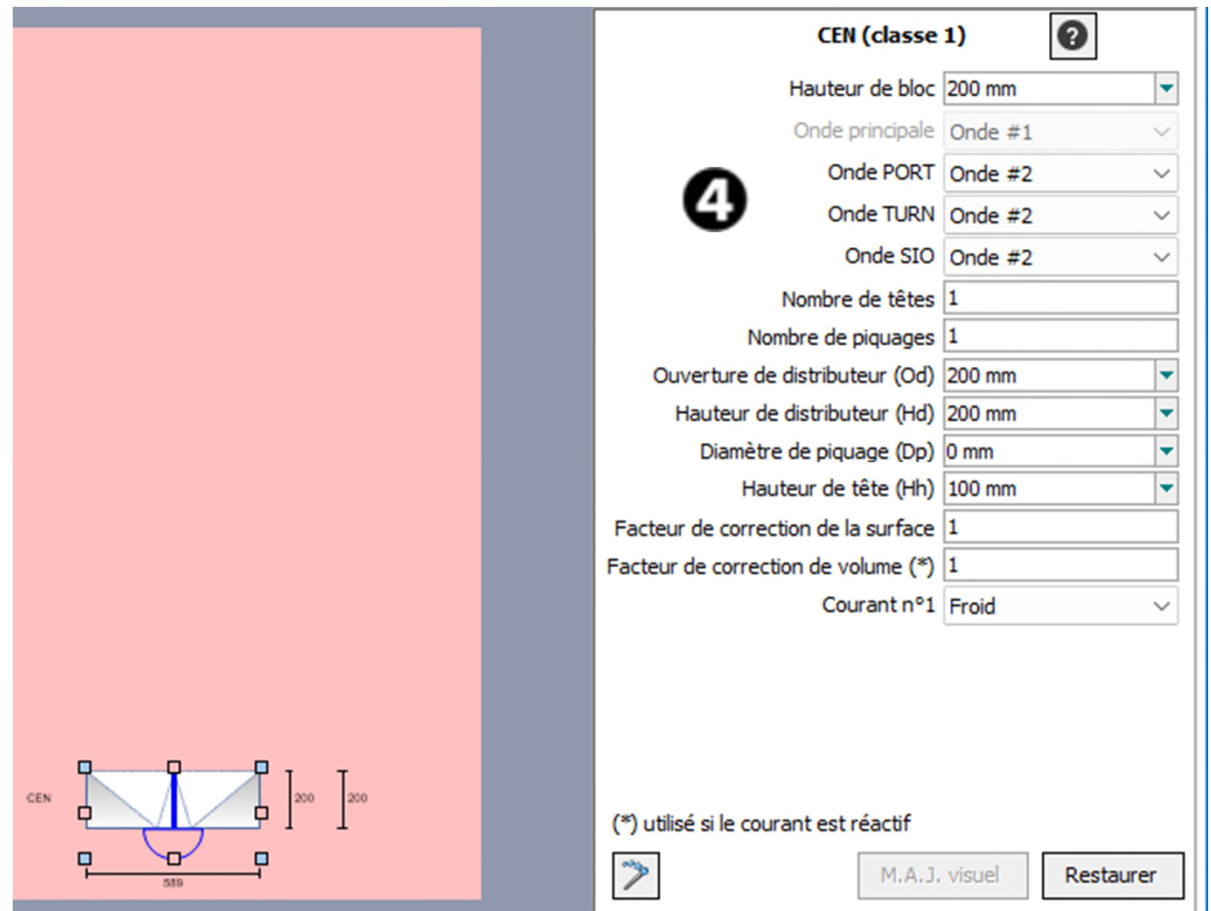 CEN (classe 1) ?
Hauteur de bloc 200 mm
Onde principale Onde #1
4
Onde PORT Onde #2
Onde TURN Onde #2
Onde SIO Onde #2
Nombre de têtes 1
Nombre de piquages 1
Ouverture de distributeur (Od) 200 mm
Hauteur de distributeur (Hd) 200 mm
Diamètre de piquage (Dp) 0 mm
Hauteur de tête (Hh) 100 mm
Facteur de correction de la surface 1
Facteur de correction de volume (*) 1
Courant n°1 Froid
CEN 200 200
589
(*) utilisé si le courant est réactif
M.A.J. visuel Restaurer